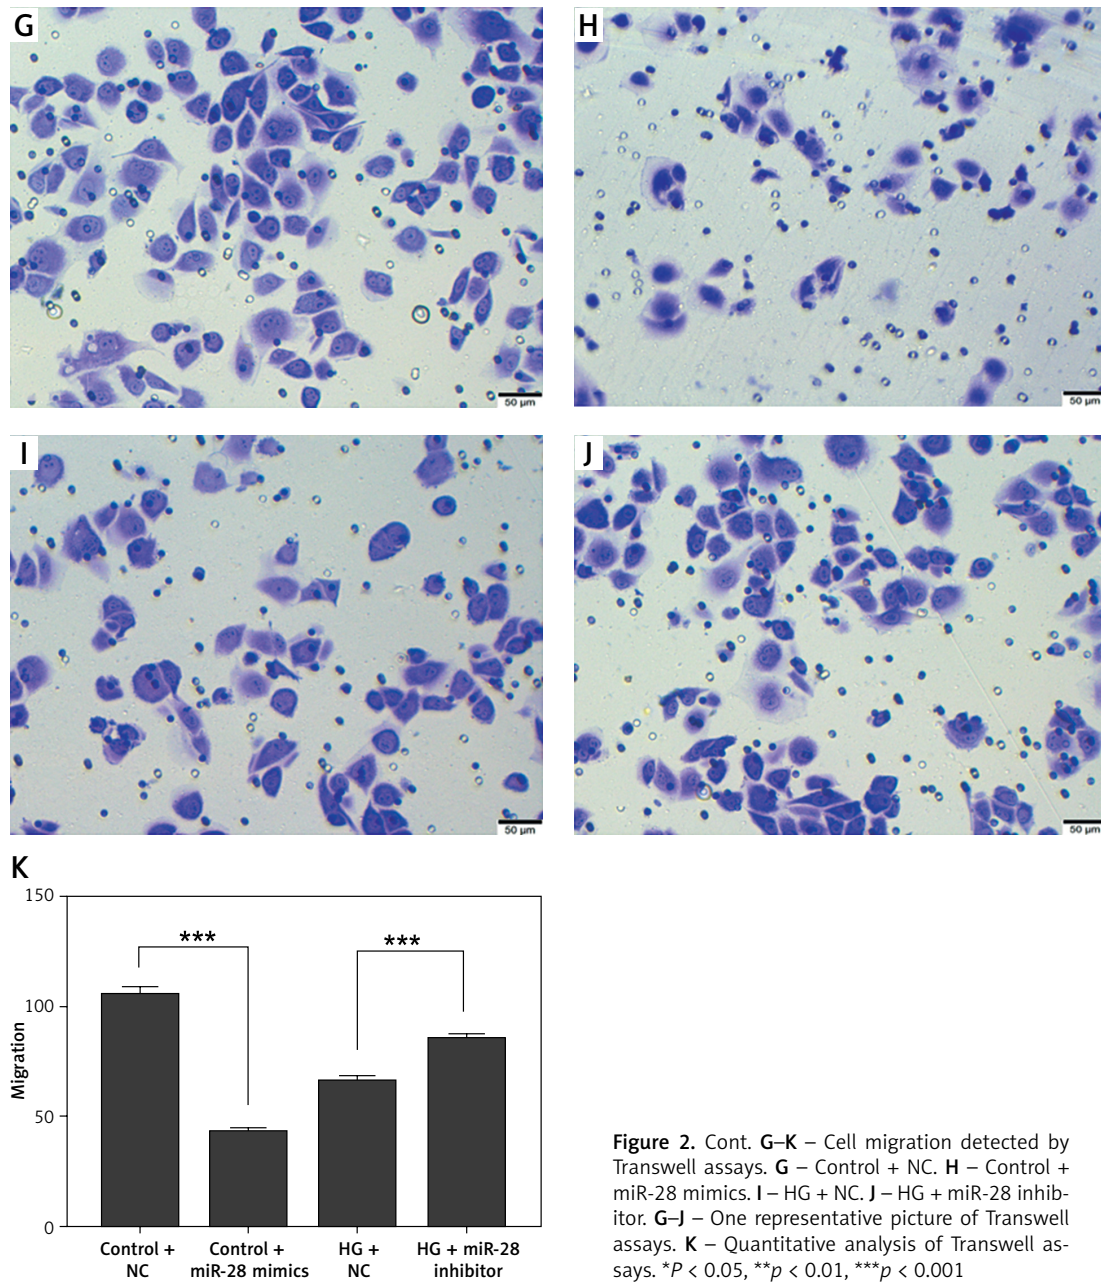 G
H
50 µm
50 µm
I
J
50 µm
50 µm
K
150
100
50
0
Migration
***
***
Control +
NC
Control +
miR-28 mimics
HG +
NC
HG + miR-28
inhibitor
Figure 2. Cont. G–K – Cell migration detected by
Transwell assays. G – Control + NC. H – Control +
miR-28 mimics. I – HG + NC. J – HG + miR-28 inhib-
itor. G–J – One representative picture of Transwell
assays. K – Quantitative analysis of Transwell as-
says. *P < 0.05, **p < 0.01, ***p < 0.001